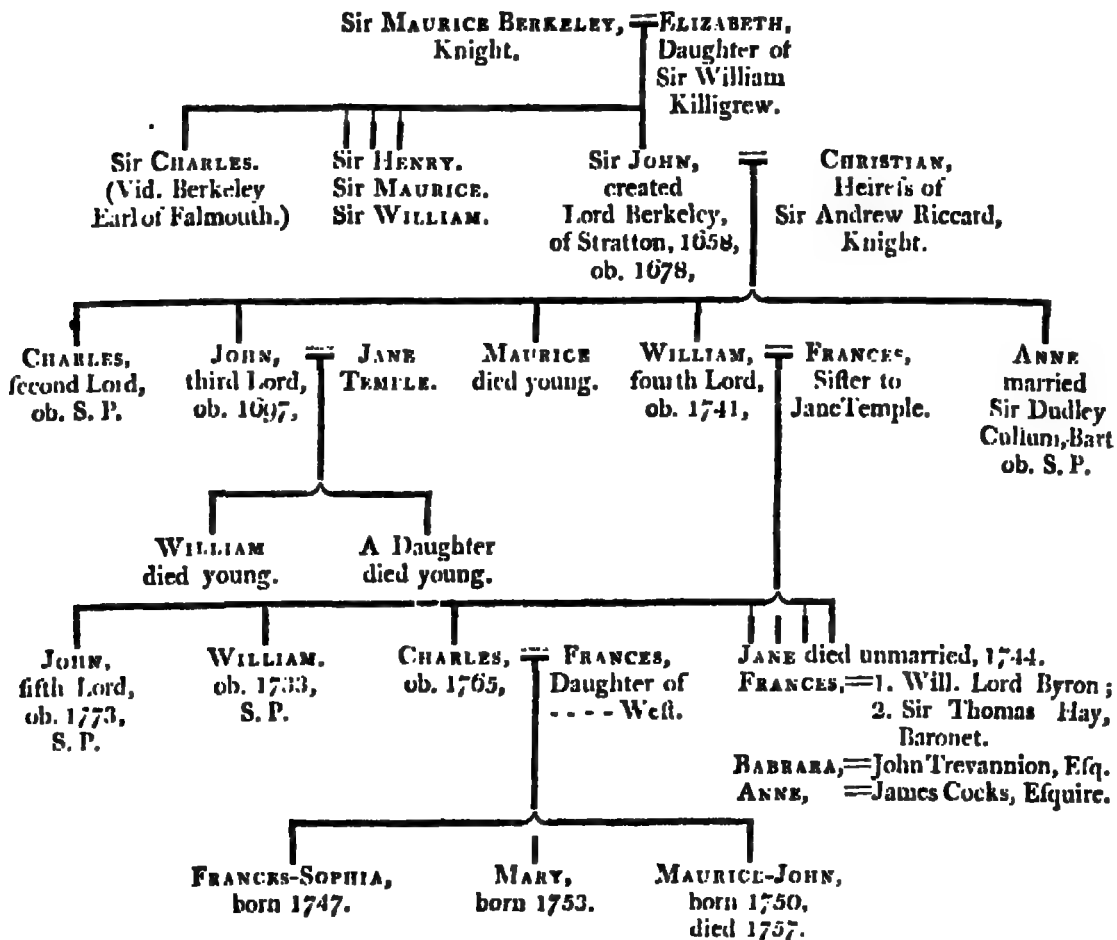 Sir MAURICE BERKELEY, Knight.
ELIZABETH, Daughter of Sir William Killigrew.
Sir CHARLES.
(Vid. Berkeley
Earl of Falmouth.)
Sir HENRY.
Sir MAURICE.
Sir WILLIAM.
Sir JOHN,
created
Lord Berkeley,
of Stratton, 1658,
ob. 1678,
CHRISTIAN,
Heireſs of
Sir Andrew Riccard,
Knight.
CHARLES,
ſecond Lord,
ob. S. P.
JOHN,
third Lord,
ob. 1697,
JANE
TEMPLE.
MAURICE
died young.
WILLIAM,
fourth Lord,
ob. 1741,
FRANCES,
Siſter to
Jane Temple.
ANNE
married
Sir Dudley
Cullum, Bart
ob. S. P.
WILLIAM
died young.
A Daughter
died young.
JOHN,
fifth Lord,
ob. 1773,
S. P.
WILLIAM.
ob. 1733,
S. P.
CHARLES,
ob. 1765,
FRANCES,
Daughter of
- - - - Weſt.
JANE died unmarried, 1744.
FRANCES,=1. Will. Lord Byron;
2. Sir Thomas Hay,
Baronet.
BABRARA,=John Trevannion, Eſq.
ANNE, =James Cocks, Eſquire.
FRANCES-SOPHIA,
born 1747.
MARY,
born 1753.
MAURICE-JOHN,
born 1750,
died 1757.